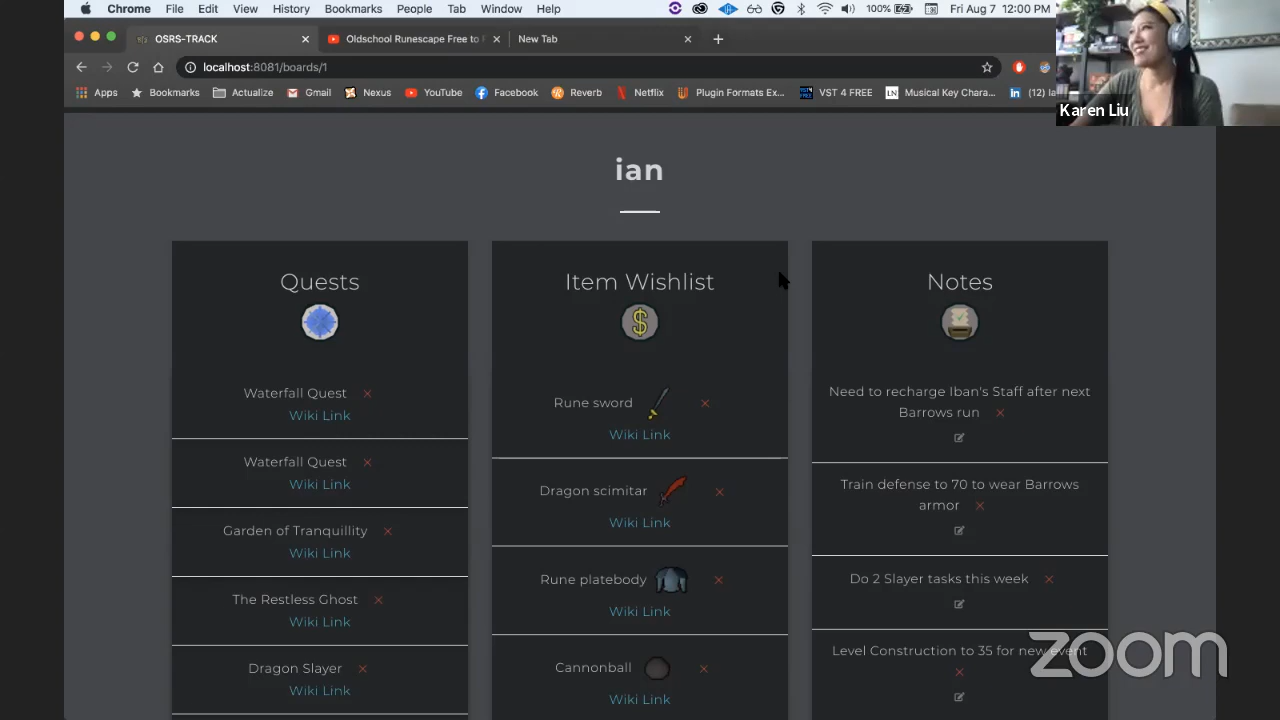 Chrome File Edit View History Bookmarks People Tab Window Help 100% Fri Aug 7 12:00 PM
OSRS-TRACK Oldschool Runescape Free to New Tab
localhost:8081/boards/1
Apps Bookmarks Actualize Gmail Nexus YouTube Facebook Reverb Netflix Plugin Formats Ex... VST 4 FREE Musical Key Chara... (12)
Karen Liu
ian
Quests
Waterfall Quest
Wiki Link
Waterfall Quest
Wiki Link
Garden of Tranquillity
Wiki Link
The Restless Ghost
Wiki Link
Dragon Slayer
Wiki Link
Item Wishlist
Rune sword
Wiki Link
Dragon scimitar
Wiki Link
Rune platebody
Wiki Link
Cannonball
Wiki Link
Notes
Need to recharge Iban's Staff after next
Barrows run
Train defense to 70 to wear Barrows
armor
Do 2 Slayer tasks this week
Level Construction to 35 for new event
zoom